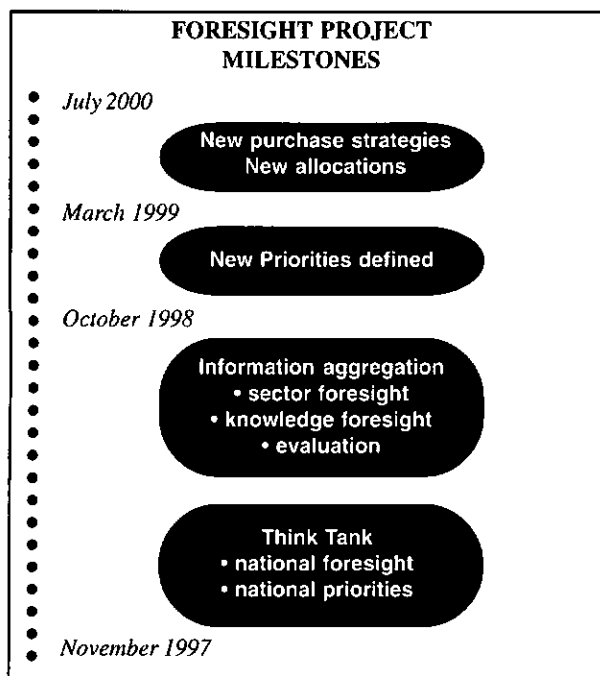 FORESIGHT PROJECT
MILESTONES
July 2000
New purchase strategies
New allocations
March 1999
New Priorities defined
October 1998
Information aggregation
• sector foresight
• knowledge foresight
• evaluation
Think Tank
• national foresight
• national priorities
November 1997